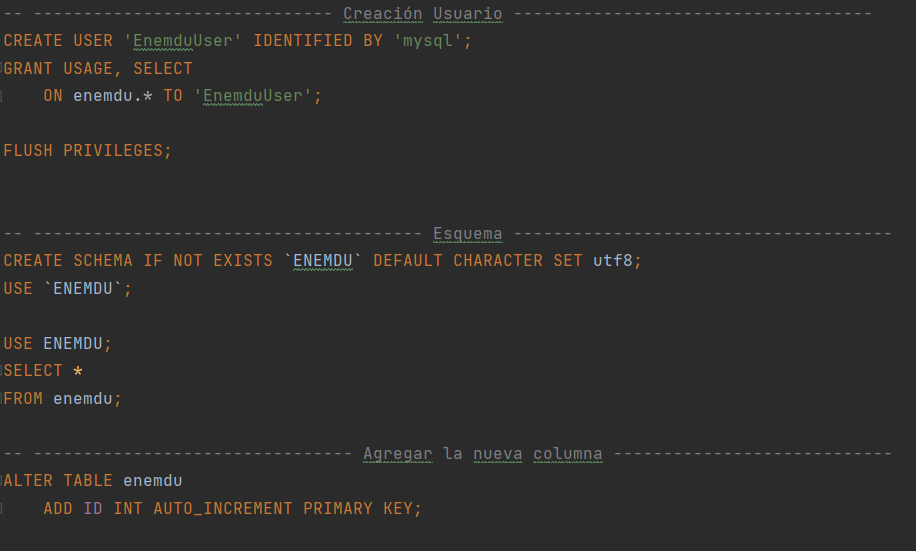 -- ------------------------------ Creación Usuario ------------------------------------
CREATE USER 'EnemduUser' IDENTIFIED BY 'mysql';
GRANT USAGE, SELECT
    ON enemdu.* TO 'EnemduUser';
FLUSH PRIVILEGES;
-- --------------------------------------- Esquema ------------------------------------
CREATE SCHEMA IF NOT EXISTS `ENEMDU` DEFAULT CHARACTER SET utf8;
USE `ENEMDU`;
USE ENEMDU;
SELECT *
FROM enemdu;
-- -------------------------------- Agregar la nueva columna ----------------------------
ALTER TABLE enemdu
    ADD ID INT AUTO_INCREMENT PRIMARY KEY;